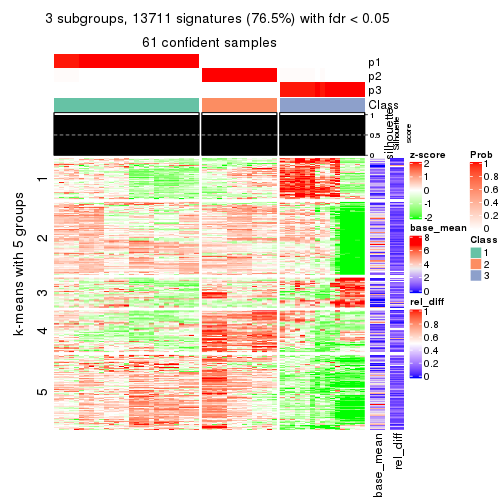 3 subgroups, 13711 signatures (76.5%) with fdr < 0.05
61 confident samples
p1
p2
p3
Class
1
0.5
0
silhouette
Silhouette
score
k-means with 5 groups
1
2
3
4
5
base_mean
rel_diff
z-score
2
1
0
-1
-2
base_mean
8
6
4
2
0
rel_diff
1
0.8
0.6
0.4
0.2
0
Prob
1
0.8
0.6
0.4
0.2
0
Class
1
2
3